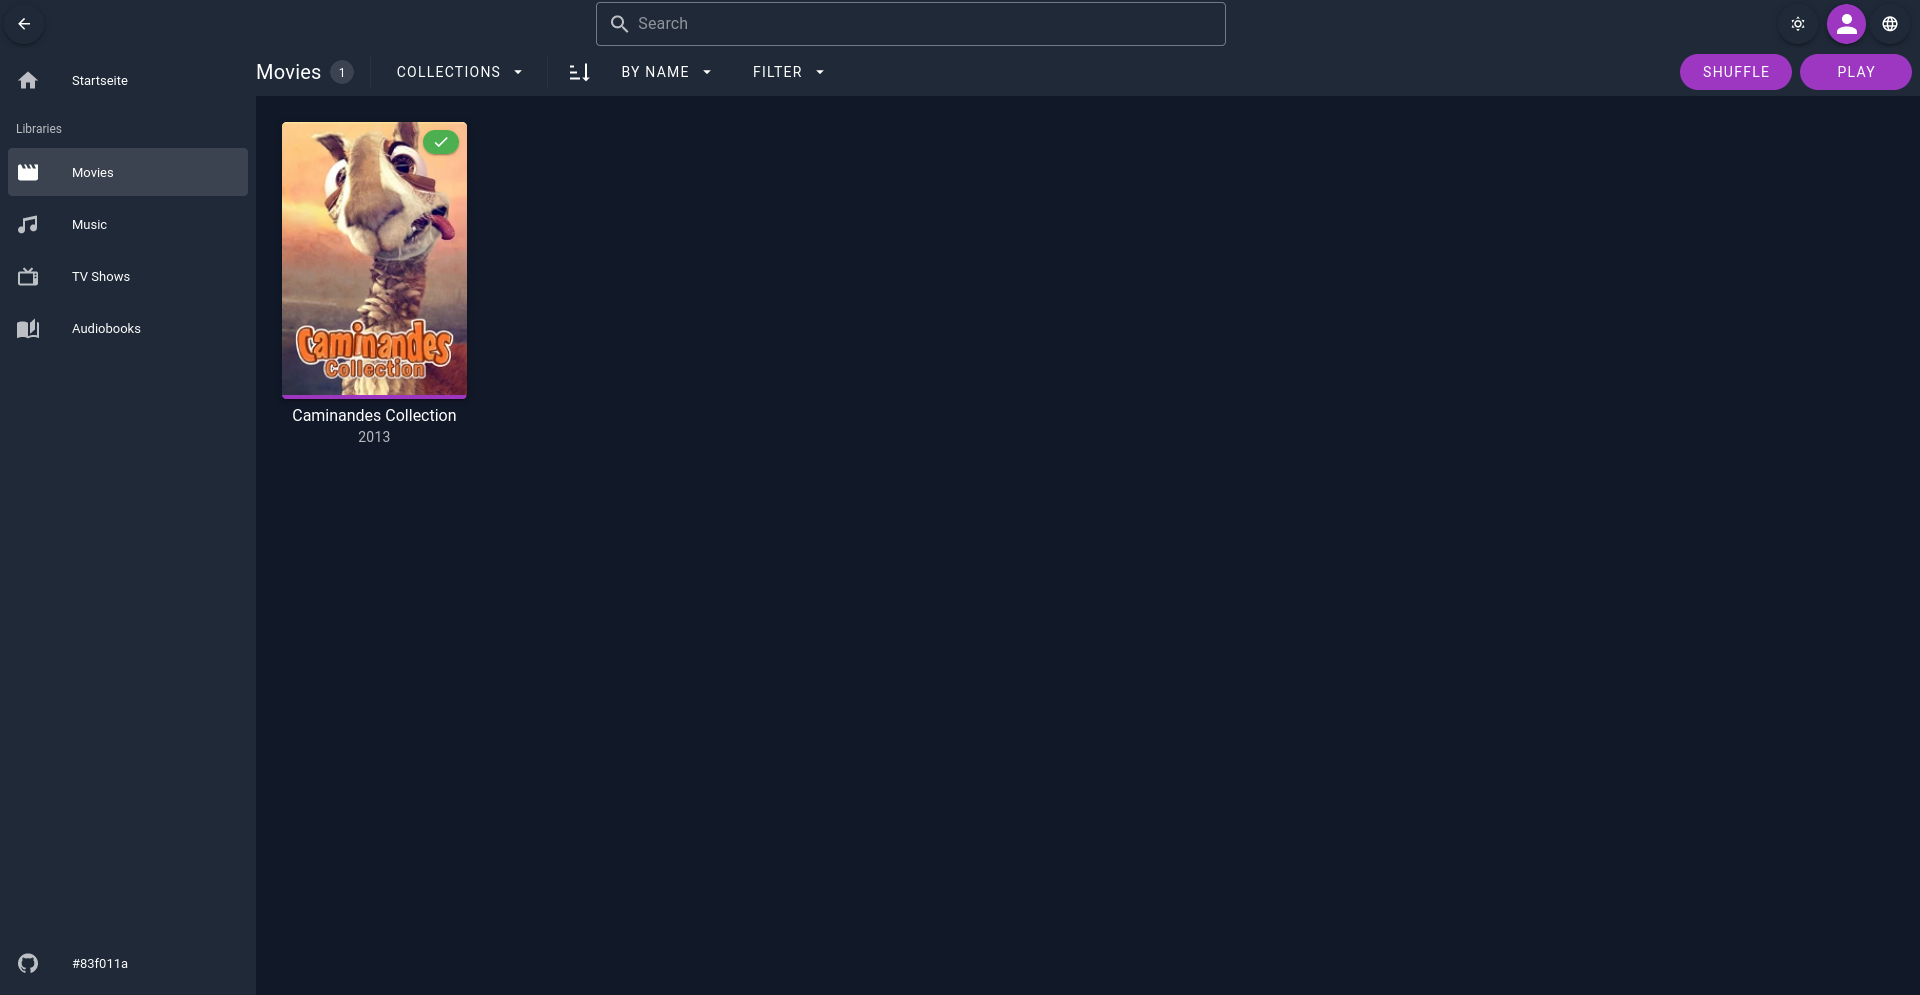 Search
Startseite
Libraries
Movies
Music
TV Shows
Audiobooks
#83f011a
Movies 1 COLLECTIONS BY NAME FILTER SHUFFLE PLAY
Caminandes
Collection
Caminandes Collection
2013